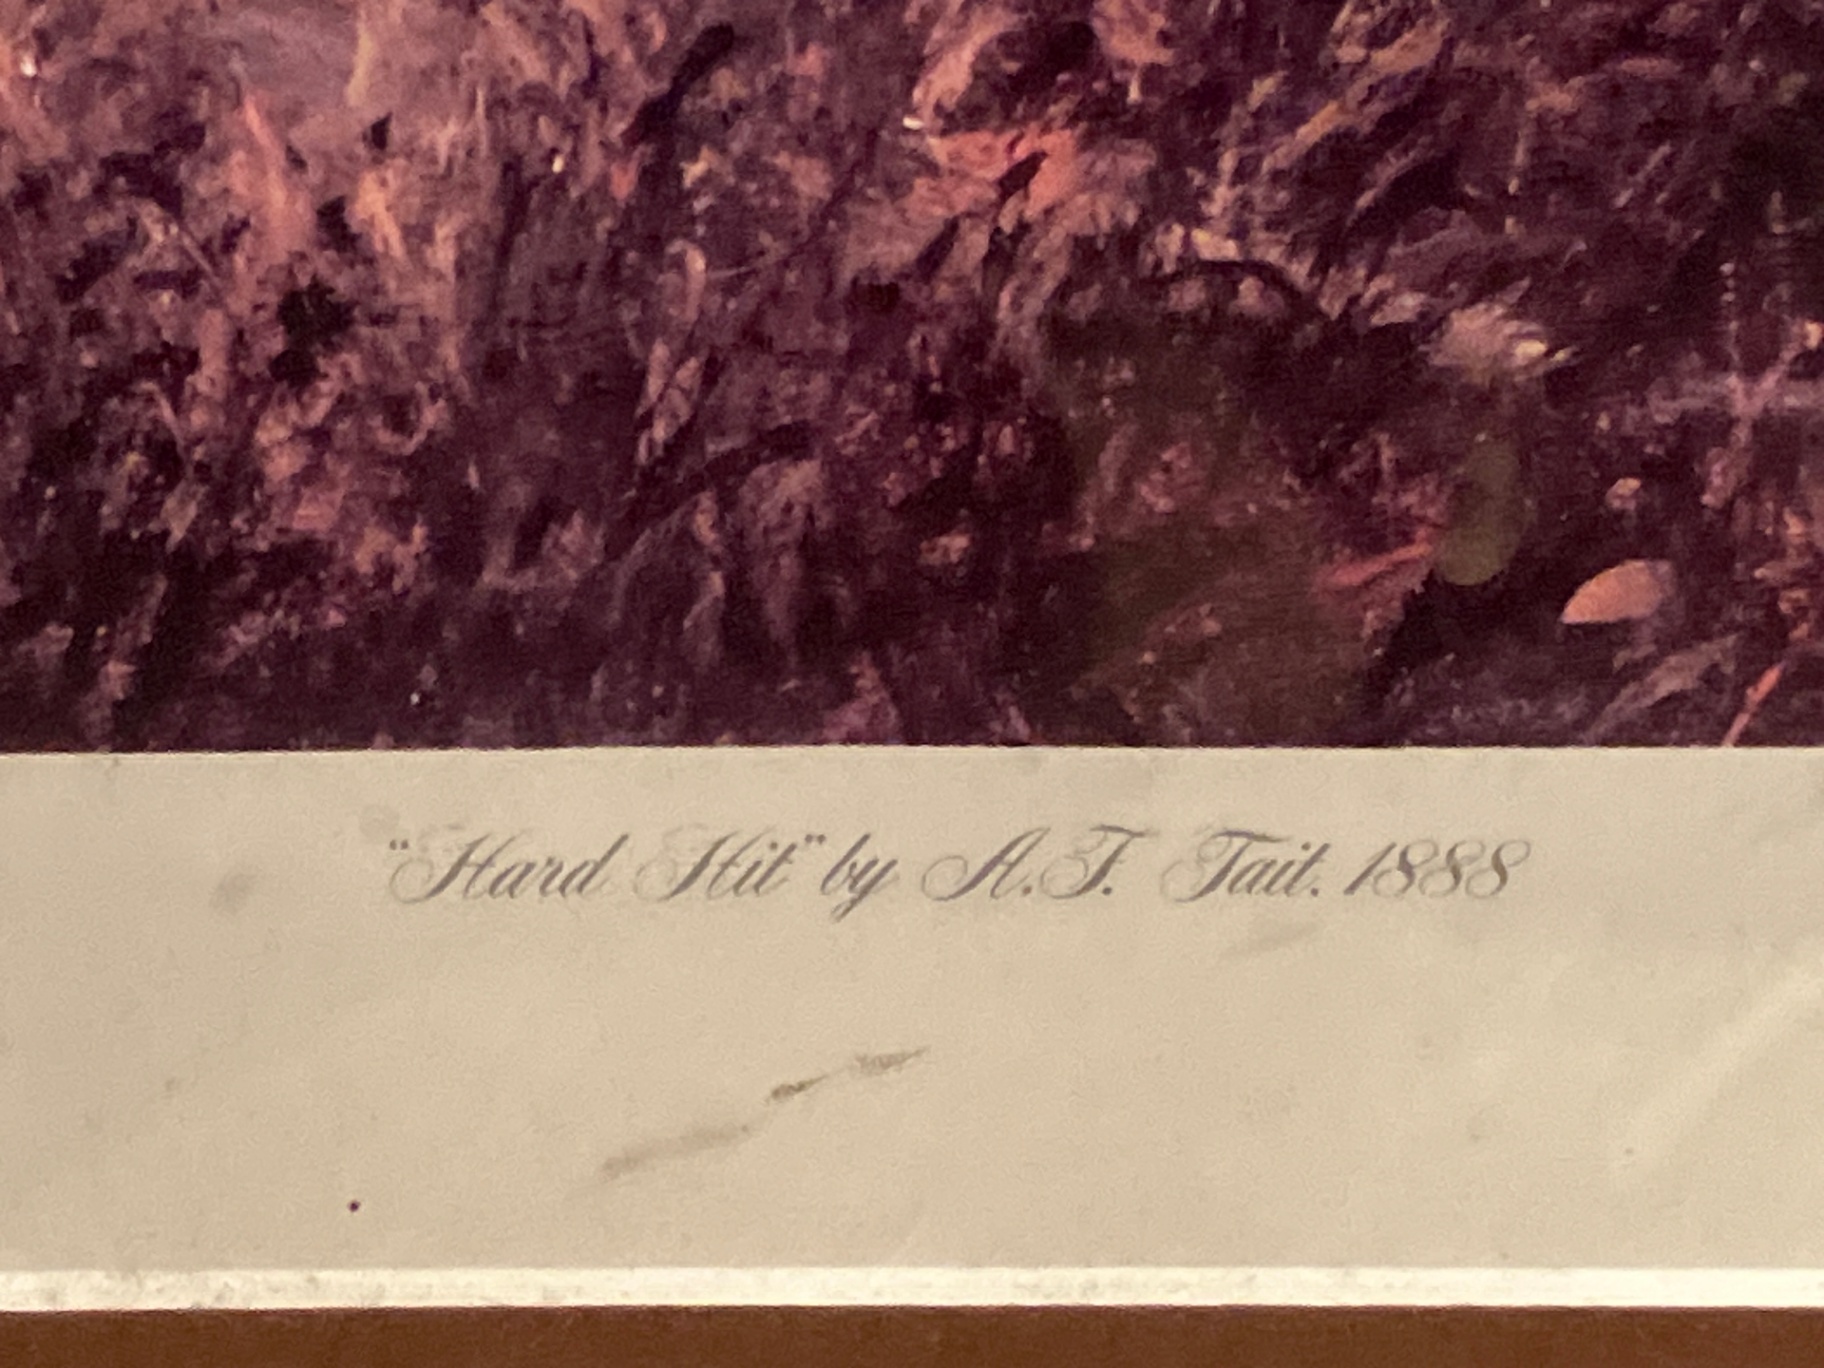 "Hard Hit" by A.F. Tait. 1888